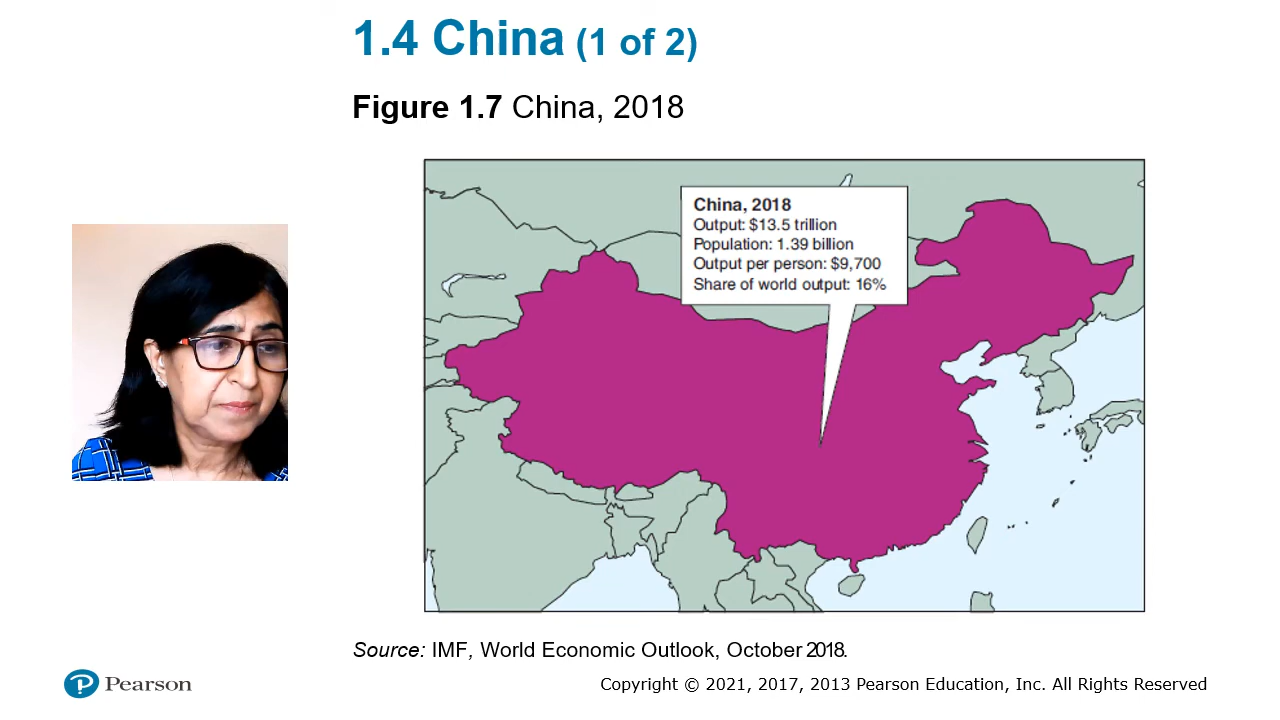 1.4 China (1 of 2)
Figure 1.7 China, 2018
China, 2018
Output: $13.5 trillion
Population: 1.39 billion
Output per person: $9,700
Share of world output: 16%
Source: IMF, World Economic Outlook, October 2018.
Pearson
Copyright © 2021, 2017, 2013 Pearson Education, Inc. All Rights Reserved